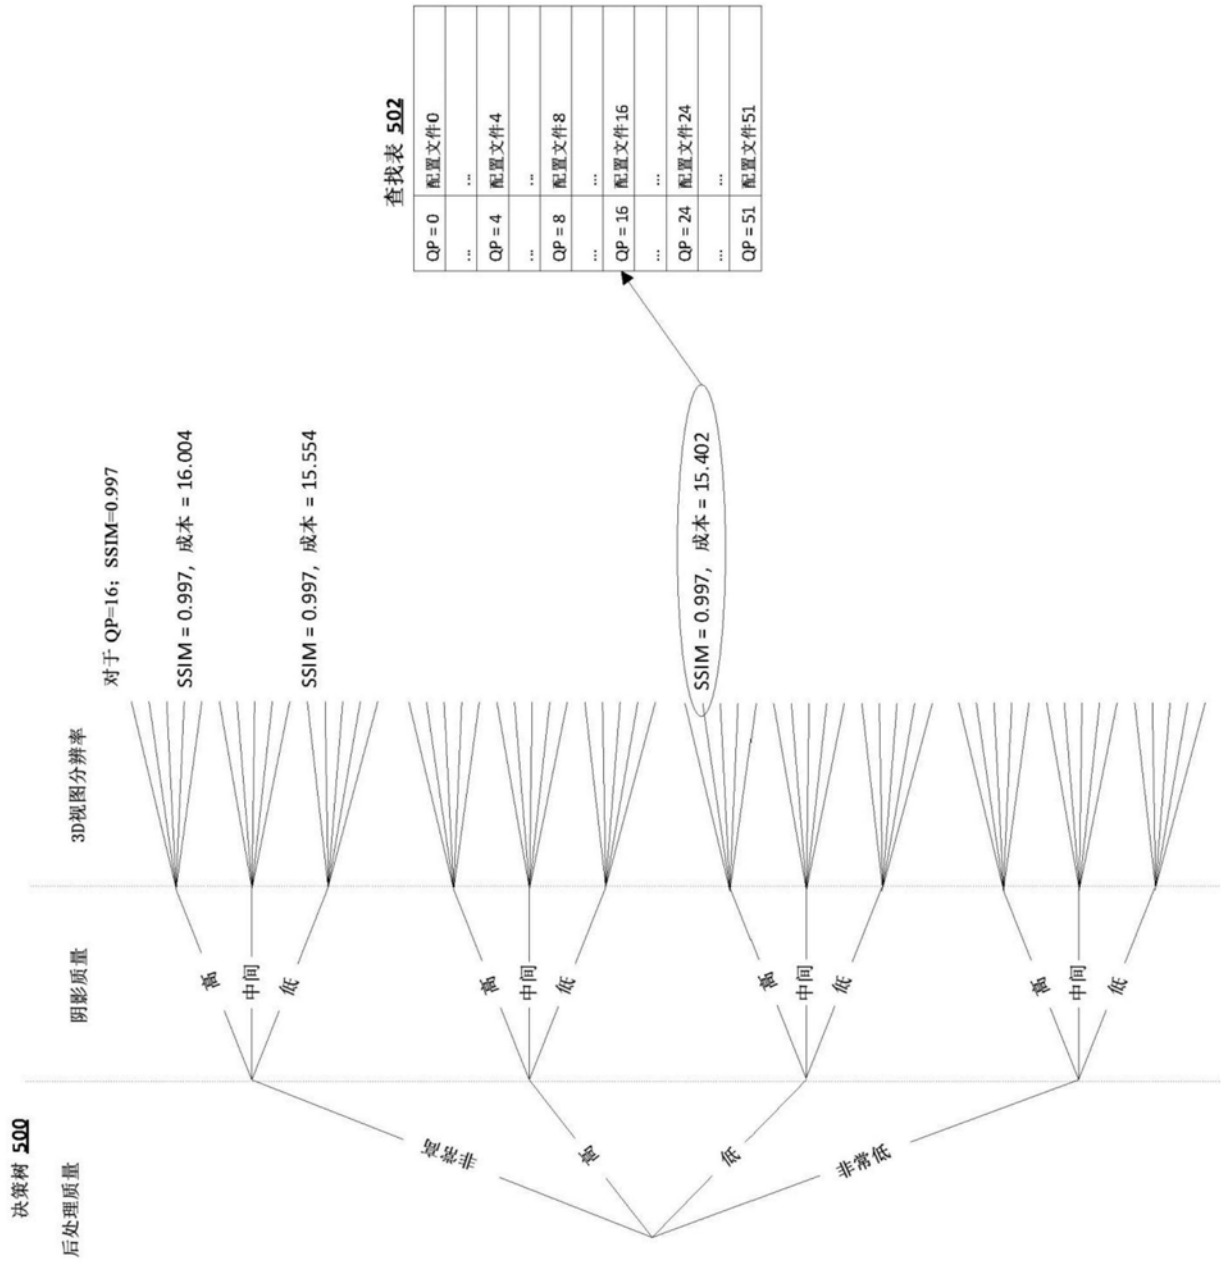 决策树 500
后处理质量
阴影质量
3D视图分辨率
对于 QP=16; SSIM=0.997
SSIM = 0.997, 成本 = 16.004
SSIM = 0.997, 成本 = 15.554
SSIM = 0.997, 成本 = 15.402
非常高
高
低
非常低
高
中间
低
高
中间
低
高
中间
低
高
中间
低
查找表 502
QP = 0 配置文件0
... ...
QP = 4 配置文件4
... ...
QP = 8 配置文件8
... ...
QP = 16 配置文件16
... ...
QP = 24 配置文件24
... ...
QP = 51 配置文件51